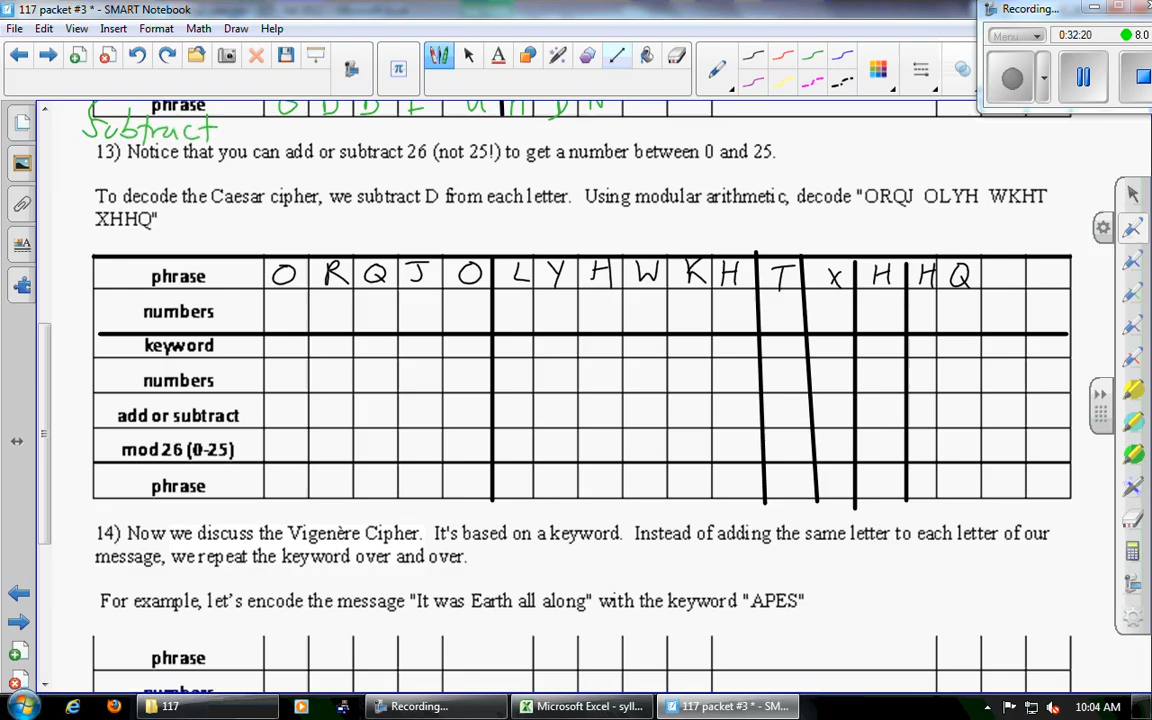 117 packet #3 * - SMART Notebook
Recording...
File Edit View Insert Format Math Draw Help
Menu 0:32:20 8.0
π A
phrase
Subtract
13) Notice that you can add or subtract 26 (not 25!) to get a number between 0 and 25.
To decode the Caesar cipher, we subtract D from each letter. Using modular arithmetic, decode "ORQJ OLYH WKHT
XHHQ"
phrase O R Q J O L Y H W K H T X H H Q
numbers
keyword
numbers
add or subtract
mod 26 (0-25)
phrase
14) Now we discuss the Vigenère Cipher. It's based on a keyword. Instead of adding the same letter to each letter of our
message, we repeat the keyword over and over.
For example, let's encode the message "It was Earth all along" with the keyword "APES"
phrase
numbers
117 Recording... Microsoft Excel - syll... 117 packet #3 * - SM... 10:04 AM